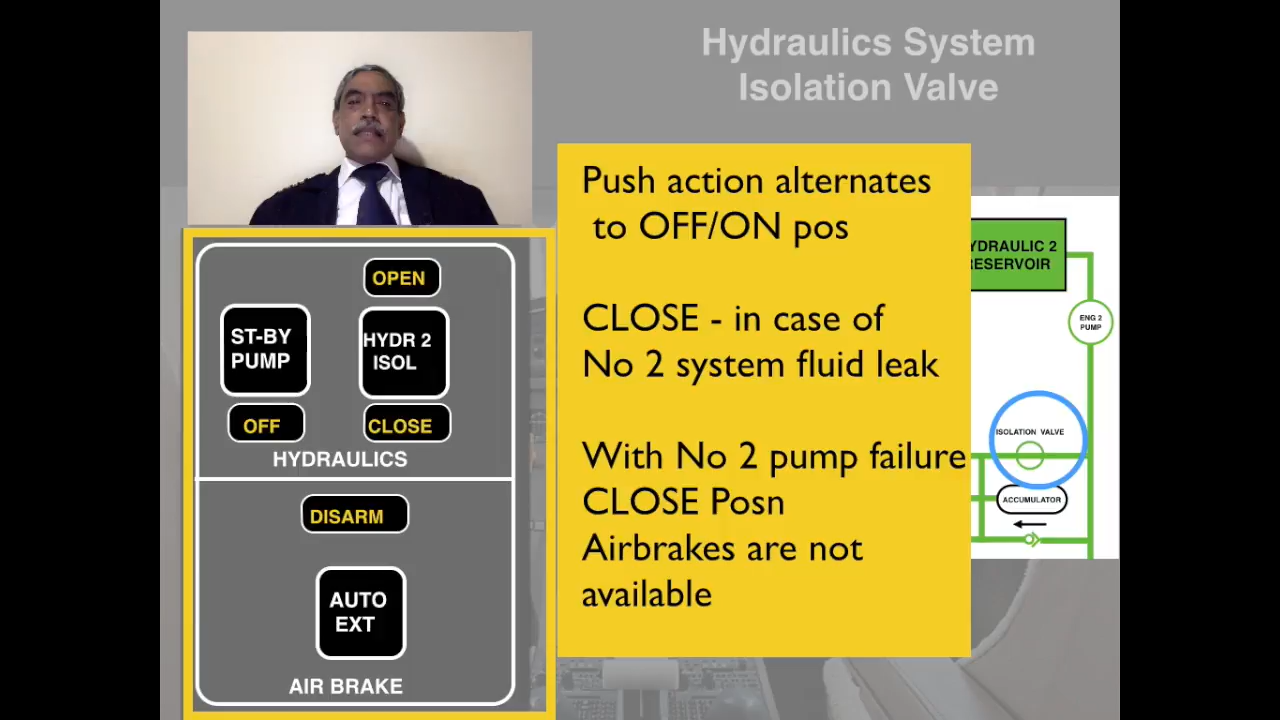 Hydraulics System
Isolation Valve
Push action alternates
to OFF/ON pos
CLOSE - in case of
No 2 system fluid leak
With No 2 pump failure
CLOSE Posn
Airbrakes are not
available
OPEN
ST-BY
PUMP
HYDR 2
ISOL
OFF
CLOSE
HYDRAULICS
DISARM
AUTO
EXT
AIR BRAKE
YDRAULIC 2
RESERVOIR
ENG 2
PUMP
ISOLATION VALVE
ACCUMULATOR